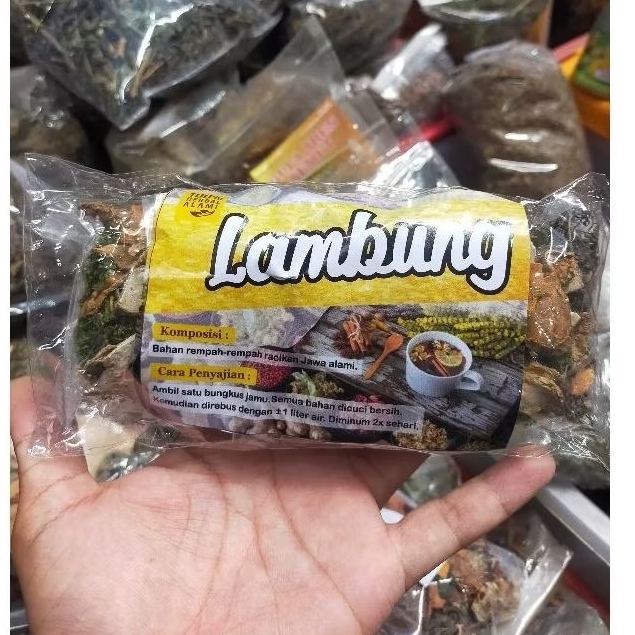 ALAMI
Lambung
Komposisi :
Bahan rempah-rempah racikan Jawa alami.
Cara Penyajian :
Ambil satu bungkus jamu. Semua bahan dicuci bersih.
Kemudian direbus dengan ±1 liter air. Diminum 2x sehari.